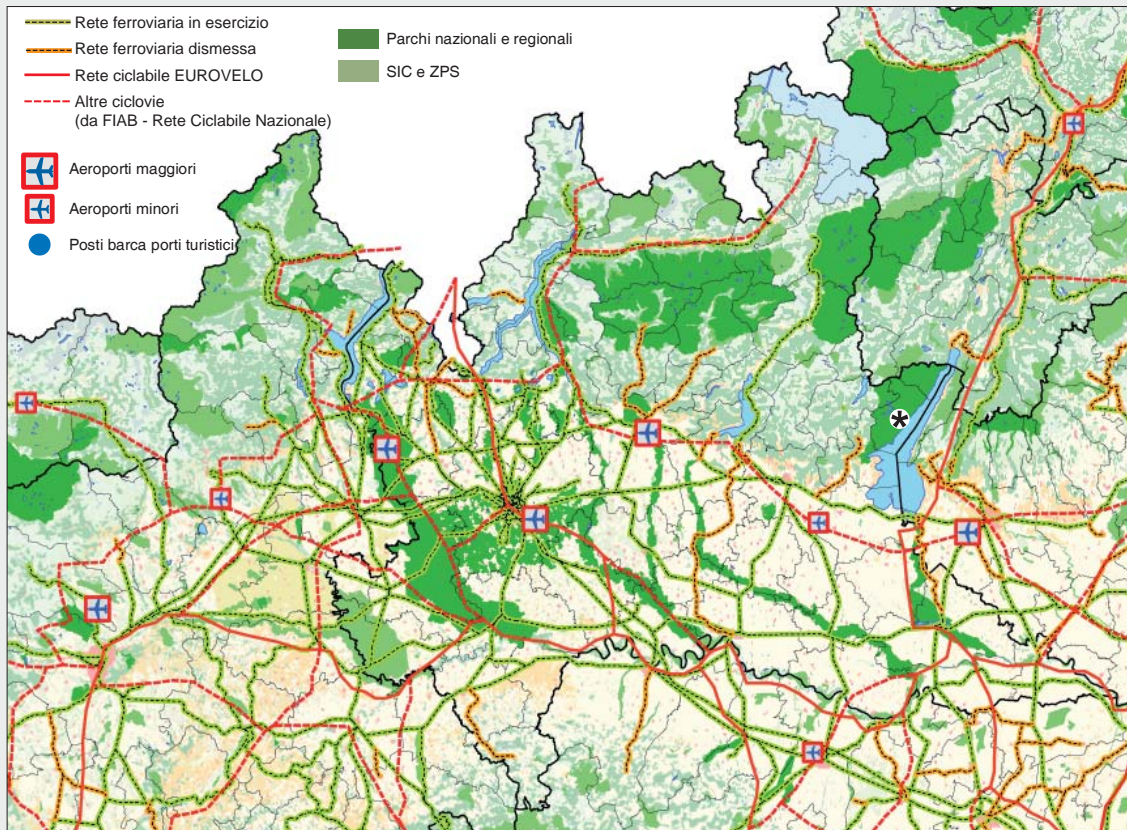 Rete ferroviaria in esercizio
Rete ferroviaria dismessa
Rete ciclabile EUROVELO
Altre ciclovie
(da FIAB - Rete Ciclabile Nazionale)
Aeroporti maggiori
Aeroporti minori
Posti barca porti turistici
Parchi nazionali e regionali
SIC e ZPS
*